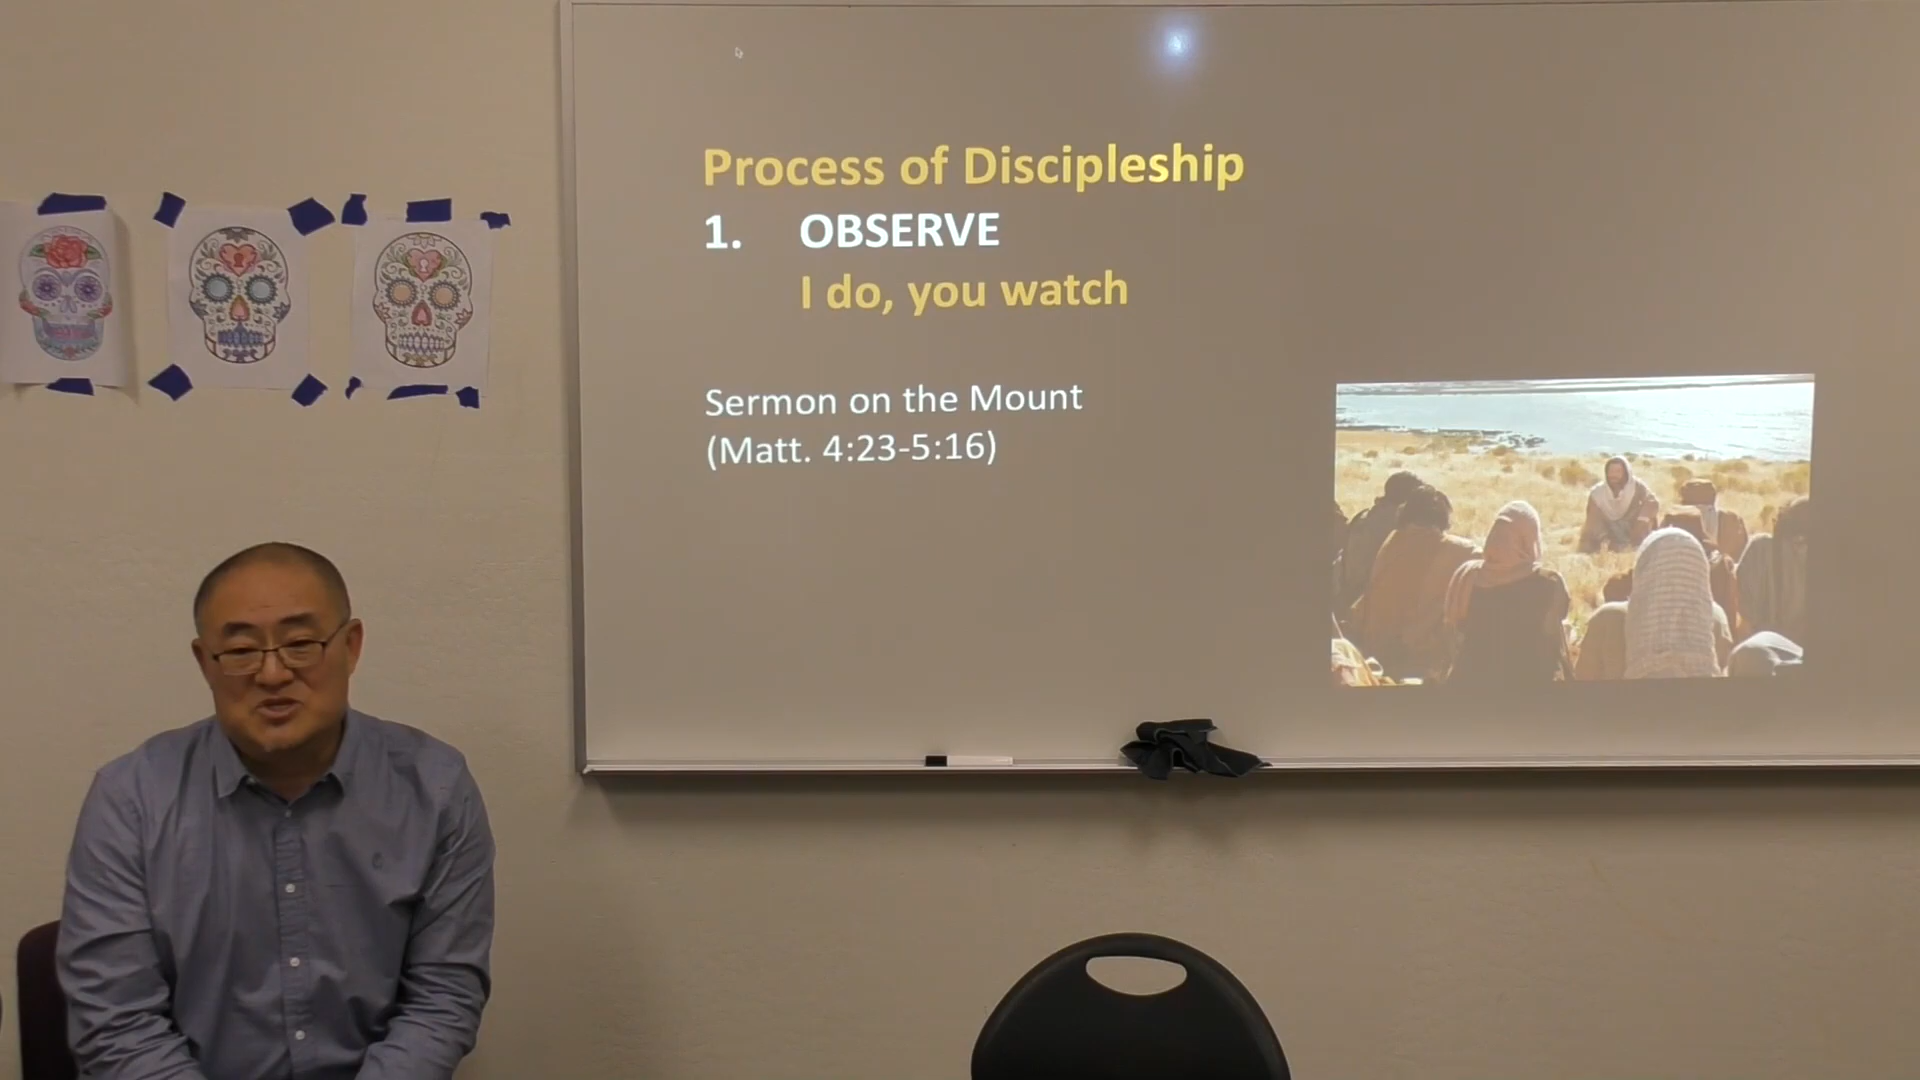 Process of Discipleship
1. OBSERVE
I do, you watch
Sermon on the Mount
(Matt. 4:23-5:16)